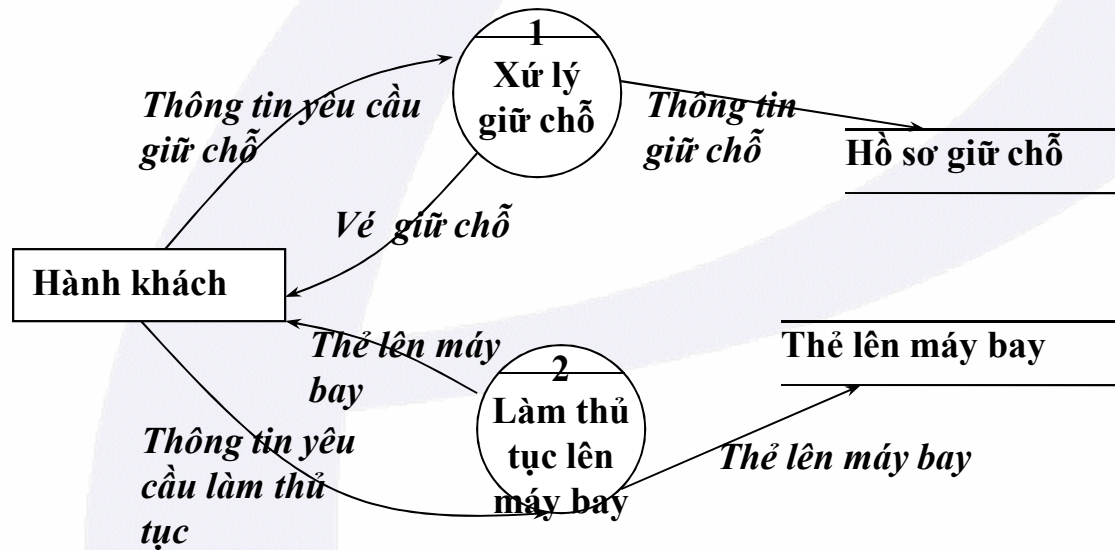 1
Xứ lý
giữ chỗ
Thông tin yêu cầu
giữ chỗ
Thông tin
giữ chỗ
Hồ sơ giữ chỗ
Vé giữ chỗ
Hành khách
Thẻ lên máy
bay
Thẻ lên máy bay
2
Làm thủ
tục lên
máy bay
Thông tin yêu
cầu làm thủ
tục
Thẻ lên máy bay